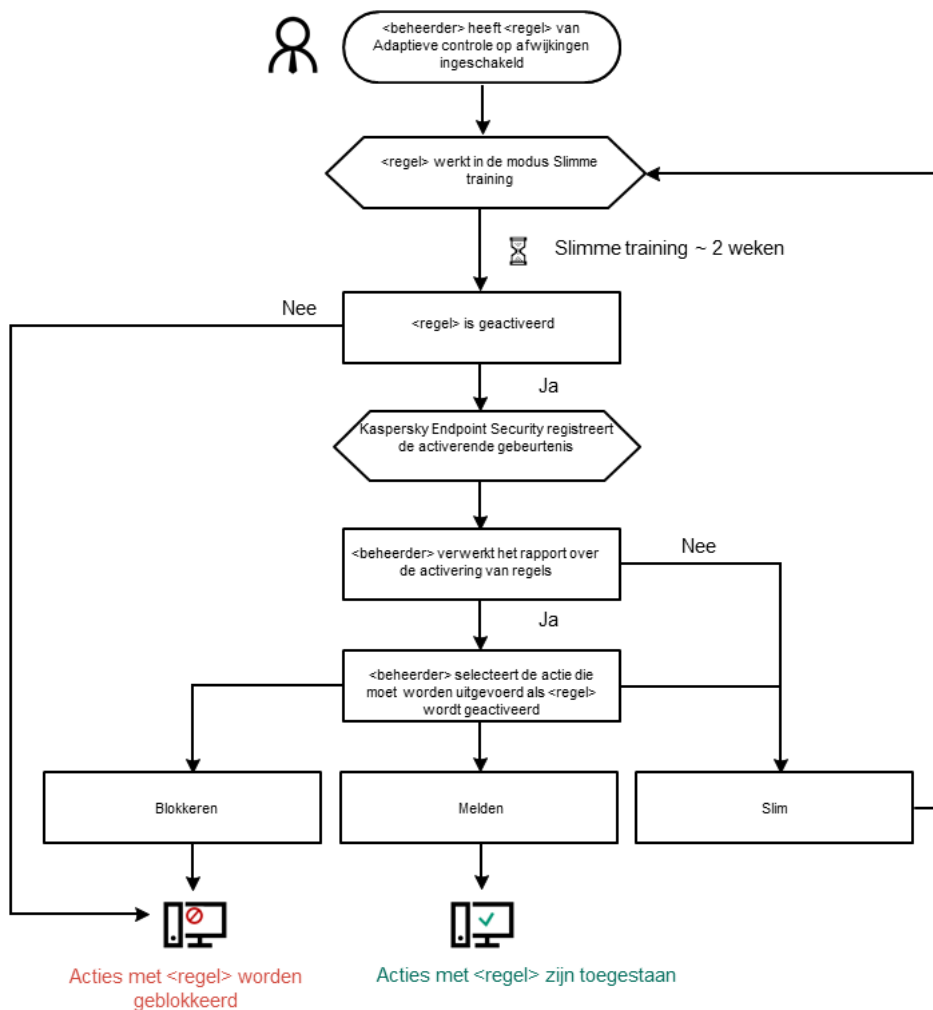 <beheerder> heeft <regel> van
Adaptieve controle op afwijkingen
ingeschakeld
<regel> werkt in de modus Slimme
training
Slimme training ~ 2 weken
Nee
<regel> is geactiveerd
Ja
Kaspersky Endpoint Security registreert
de activerende gebeurtenis
<beheerder> verwerkt het rapport over
de activering van regels
Nee
Ja
<beheerder> selecteert de actie die
moet worden uitgevoerd als <regel>
wordt geactiveerd
Blokkeren
Melden
Slim
Acties met <regel> worden
geblokkeerd
Acties met <regel> zijn toegestaan